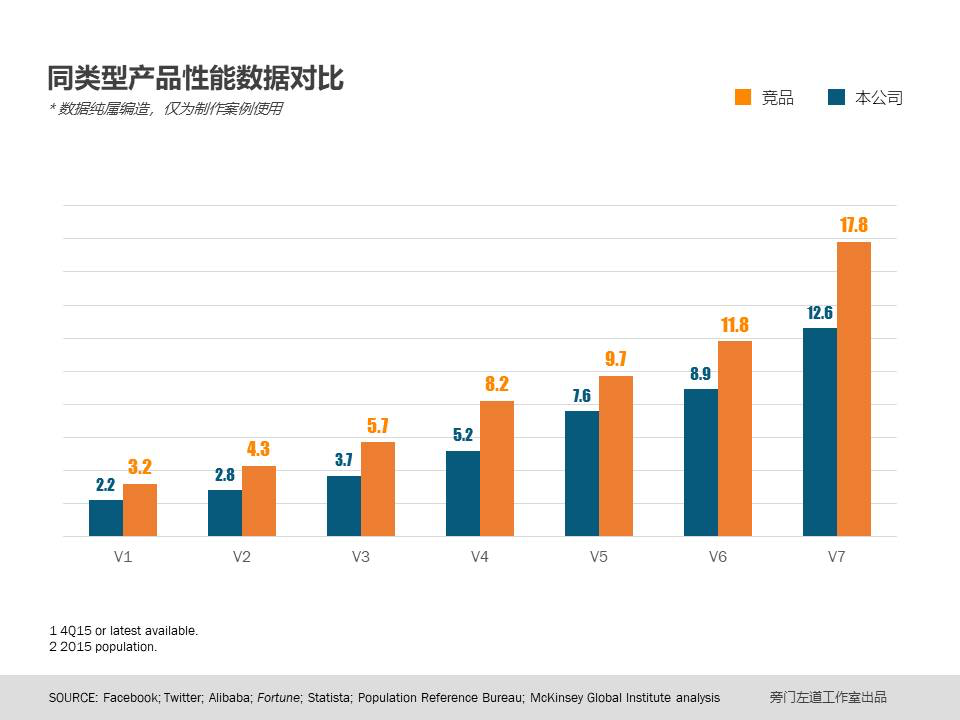 同类型产品性能数据对比
* 数据纯属编造，仅为制作案例使用
竞品 本公司
17.8
12.6
11.8
9.7
8.9
8.2
7.6
5.7
5.2
4.3
3.7
3.2
2.8
2.2
V1 V2 V3 V4 V5 V6 V7
1 4Q15 or latest available.
2 2015 population.
SOURCE: Facebook; Twitter; Alibaba; Fortune; Statista; Population Reference Bureau; McKinsey Global Institute analysis 旁门左道工作室出品